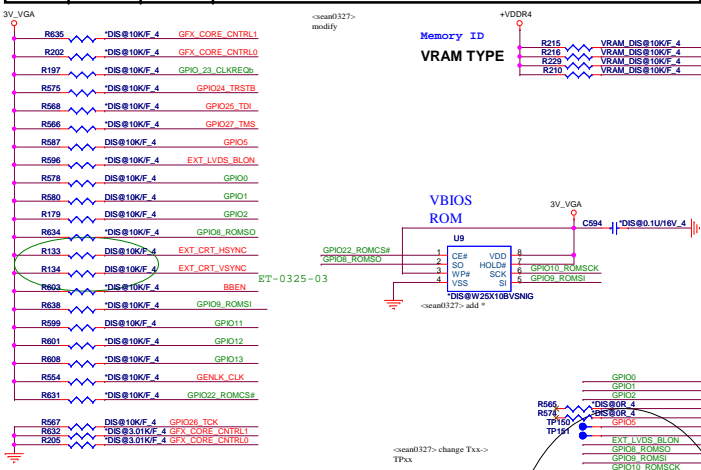 3V_VGA
R635 *DIS@10K/F_4 GFX_CORE_CNTRL1
R202 *DIS@10K/F_4 GFX_CORE_CNTRL0
R197 *DIS@10K/F_4 GPIO_23_CLKREQb
R575 *DIS@10K/F_4 GPIO24_TRSTB
R568 *DIS@10K/F_4 GPIO25_TDI
R566 *DIS@10K/F_4 GPIO27_TMS
R587 DIS@10K/F_4 GPIO5
R596 *DIS@10K/F_4 EXT_LVDS_BLON
R578 DIS@10K/F_4 GPIO0
R580 DIS@10K/F_4 GPIO1
R179 DIS@10K/F_4 GPIO2
R634 *DIS@10K/F_4 GPIO8_ROMSO
R133 DIS@10K/F_4 EXT_CRT_HSYNC
R134 DIS@10K/F_4 EXT_CRT_VSYNC
ET-0325-03
R603 *DIS@10K/F_4 BBEN
R638 *DIS@10K/F_4 GPIO9_ROMSI
R599 DIS@10K/F_4 GPIO11
R601 *DIS@10K/F_4 GPIO12
R608 *DIS@10K/F_4 GPIO13
R554 *DIS@10K/F_4 GENLK_CLK
R631 *DIS@10K/F_4 GPIO22_ROMCS#
R567 DIS@10K/F_4 GPIO26_TCK
R632 *DIS@3.01K/F_4 GFX_CORE_CNTRL1
R205 *DIS@3.01K/F_4 GFX_CORE_CNTRL0
<sean0327>
modify
Memory ID
VRAM TYPE
+VDDR4
R215 VRAM_DIS@10K/F_4
R216 VRAM_DIS@10K/F_4
R229 VRAM_DIS@10K/F_4
R210 VRAM_DIS@10K/F_4
VBIOS
ROM
3V_VGA
C594 *DIS@0.1U/16V_4
U9
GPIO22_ROMCS# 1 CE# VDD 8
GPIO8_ROMSO 2 SO HOLD# 7
3 WP# SCK 6 GPIO10_ROMSCK
4 VSS SI 5 GPIO9_ROMSI
*DIS@W25X10BVSNIG
<sean0327> add *
GPIO0
GPIO1
GPIO2
R565 *DIS@0R_4
R574 *DIS@0R_4
TP150 GPIO5
TP151
EXT_LVDS_BLON
GPIO8_ROMSO
GPIO9_ROMSI
GPIO10_ROMSCK
<sean0327> change Txx->
TPxx